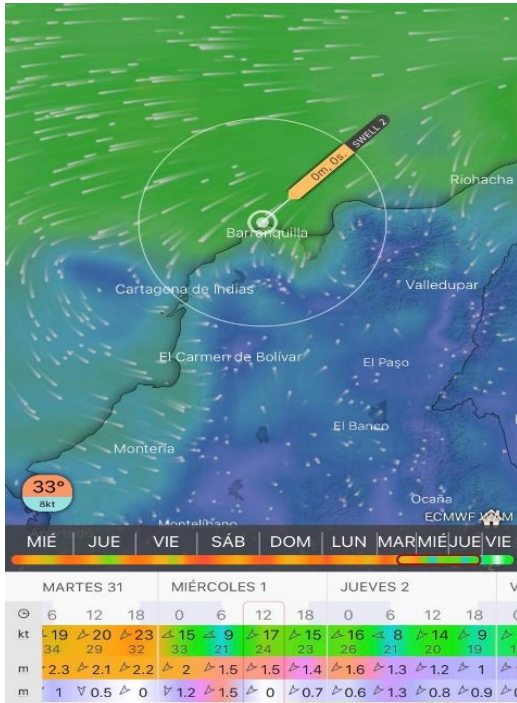 SWELL 2
0m, 0s.
Riohacha
Barranquilla
Cartagena de Indias
Valledupar
El Carmen de Bolívar
El Paso
El Banco
Montería
33°
8kt
Ocaña
Montelíbano
ECMWF WAM
MIÉ JUE VIE SÁB DOM LUN MAR MIÉ JUE VIE
MARTES 31 MIÉRCOLES 1 JUEVES 2 V
6 12 18 0 6 12 18 0 6 12 18
kt 19 20 23 15 9 17 15 16 8 14 9
34 29 32 33 21 24 23 26 21 20 19
m 2.3 2.1 2.2 2 1.5 1.5 1.4 1.6 1.3 1.2 1
m 1 0.5 0 1.2 1.5 0 0.7 0.6 1.3 0.8 0.9